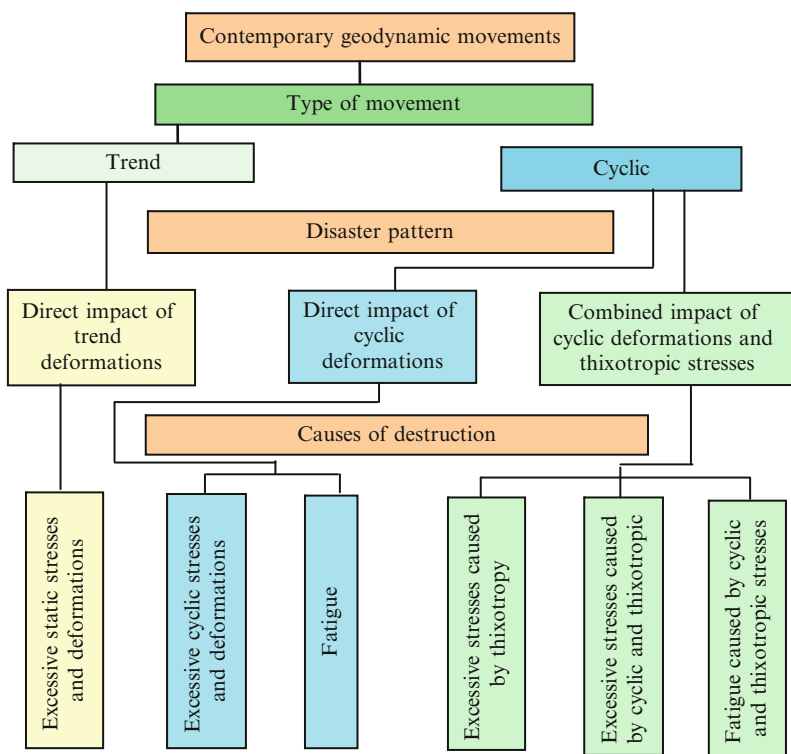 Contemporary geodynamic movements
Type of movement
Trend
Cyclic
Disaster pattern
Direct impact of
trend
deformations
Direct impact of
cyclic
deformations
Combined impact of
cyclic deformations and
thixotropic stresses
Causes of destruction
Excessive static stresses
and deformations
Excessive cyclic stresses
and deformations
Fatigue
Excessive stresses caused
by thixotropy
Excessive stresses caused
by cyclic and thixotropic
Fatigue caused by cyclic
and thixotropic stresses